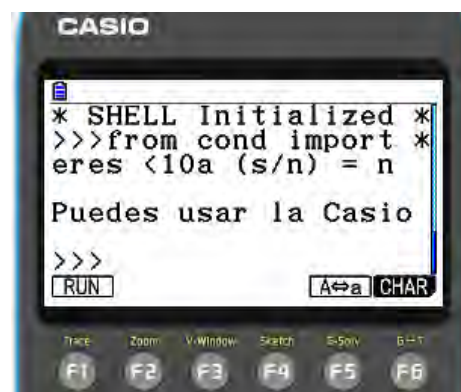 CASIO
* SHELL Initialized *
>>>from cond import *
eres <10a (s/n) = n
Puedes usar la Casio
>>>
RUN A⇔a CHAR
Trace Zoom V-Window Sketch G-Solv G↔T
F1 F2 F3 F4 F5 F6